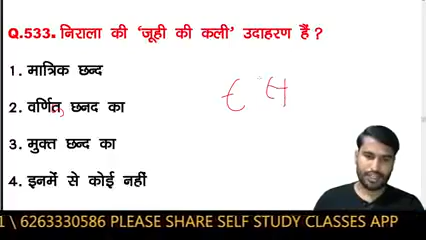 Q.533. निराला की 'जूही की कली' उदाहरण हैं ?
1. मात्रिक छन्द
2. वर्णित छनद का
3. मुक्त छन्द का
4. इनमें से कोई नहीं
1 \ 6263330586 PLEASE SHARE SELF STUDY CLASSES APP